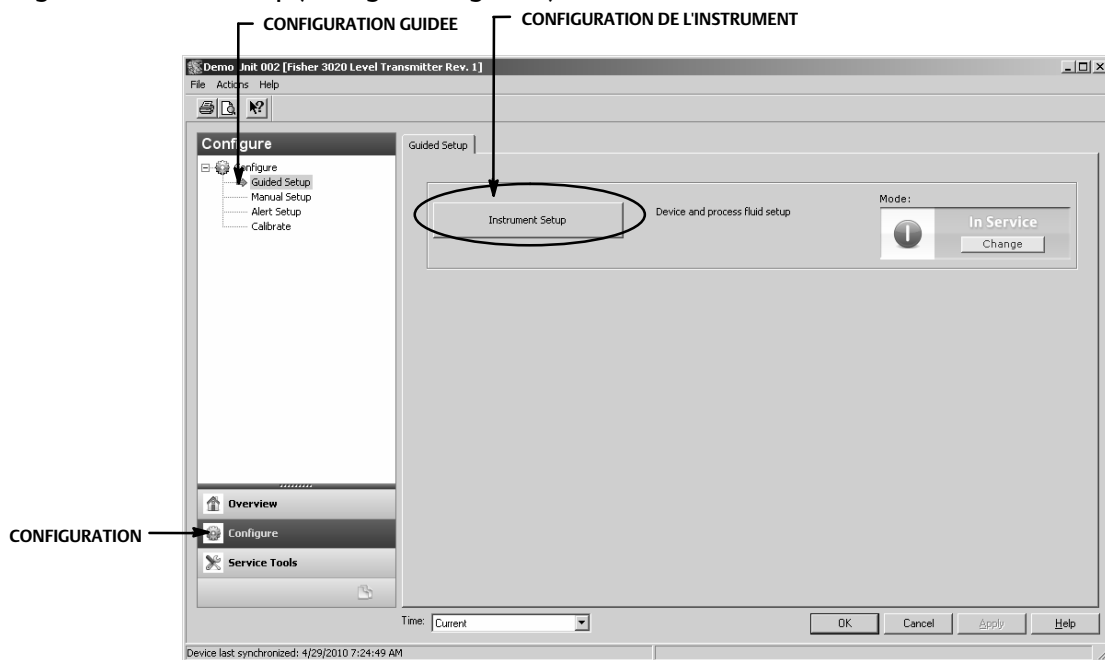 CONFIGURATION GUIDEE
CONFIGURATION DE L'INSTRUMENT
Demo Unit 002 [Fisher 3020 Level Transmitter Rev. 1]
File Actions Help
Configure
Guided Setup
Configure
Guided Setup
Manual Setup
Alert Setup
Calibrate
Instrument Setup
Device and process fluid setup
Mode:
In Service
Change
Overview
CONFIGURATION
Configure
Service Tools
Time: Current
OK Cancel Apply Help
Device last synchronized: 4/29/2010 7:24:49 AM